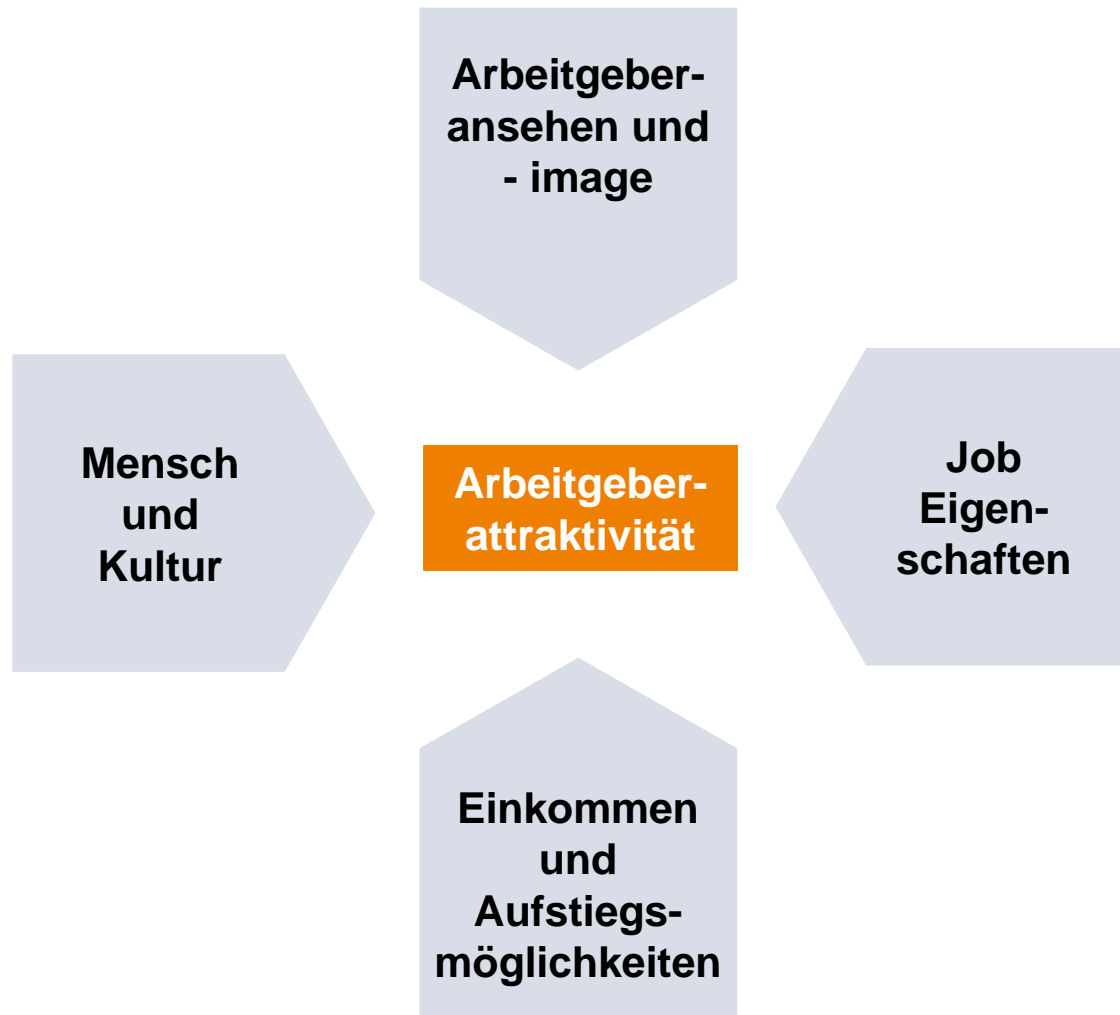 Arbeitgeber-
ansehen und
- image
Mensch
und
Kultur
Arbeitgeber-
attraktivität
Job
Eigen-
schaften
Einkommen
und
Aufstiegs-
möglichkeiten